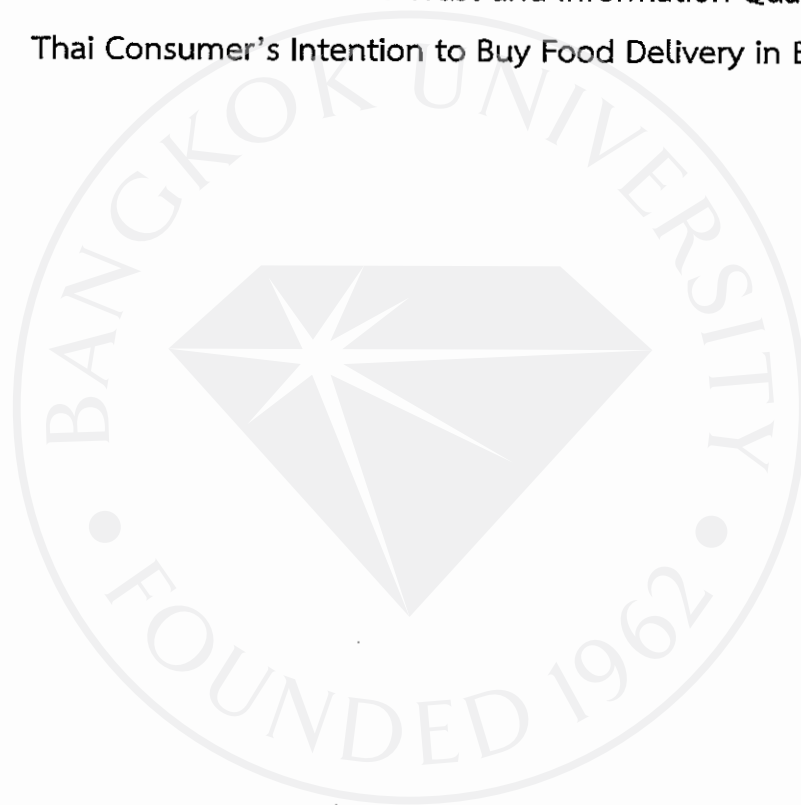 and Information
Thai Consumer's Intention to Buy Food Delivery in
BANGKOK UNIVERSITY
FOUNDED 1962